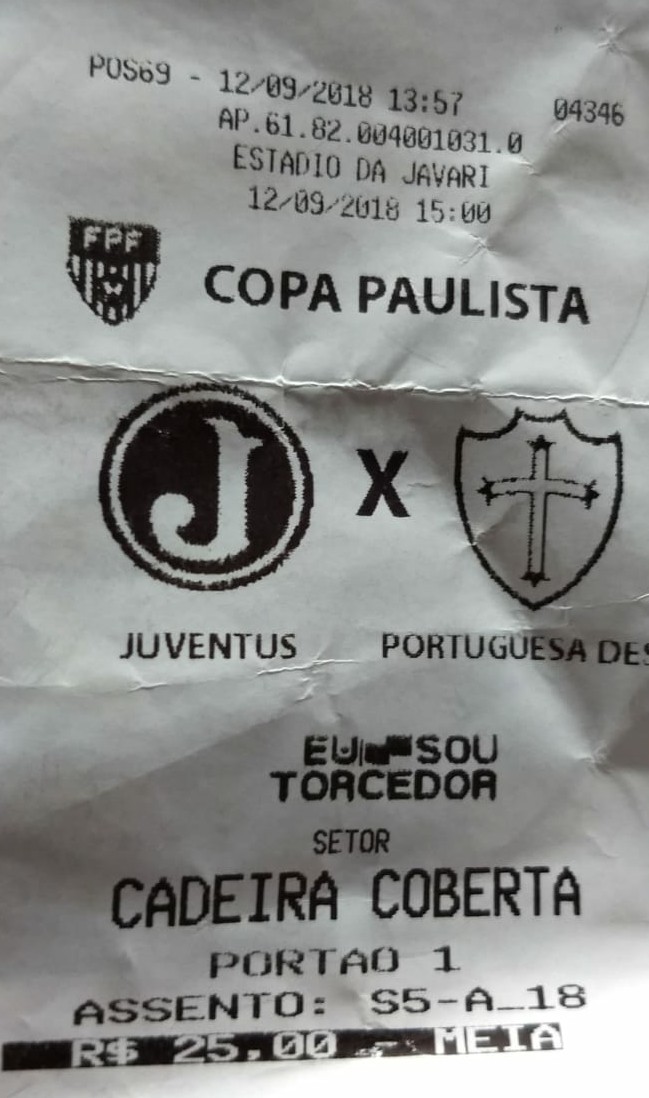 POS69 - 12/09/2018 13:57 04346
AP.61.82.004001031.0
ESTADIO DA JAVARI
12/09/2018 15:00
FPF
COPA PAULISTA
J X
JUVENTUS PORTUGUESA DES
EU SOU
TORCEDOR
SETOR
CADEIRA COBERTA
PORTAO 1
ASSENTO: S5-A_18
R$ 25,00 - MEIA